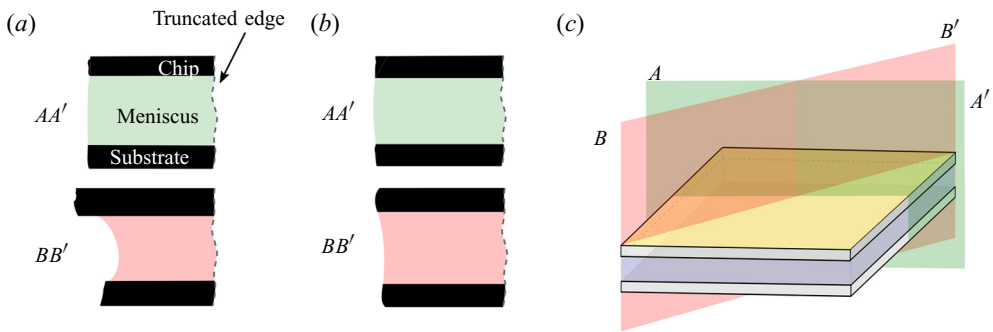 (a)
Truncated edge
Chip
AA′
Meniscus
Substrate
BB′
(b)
AA′
BB′
(c)
B′
A
A′
B